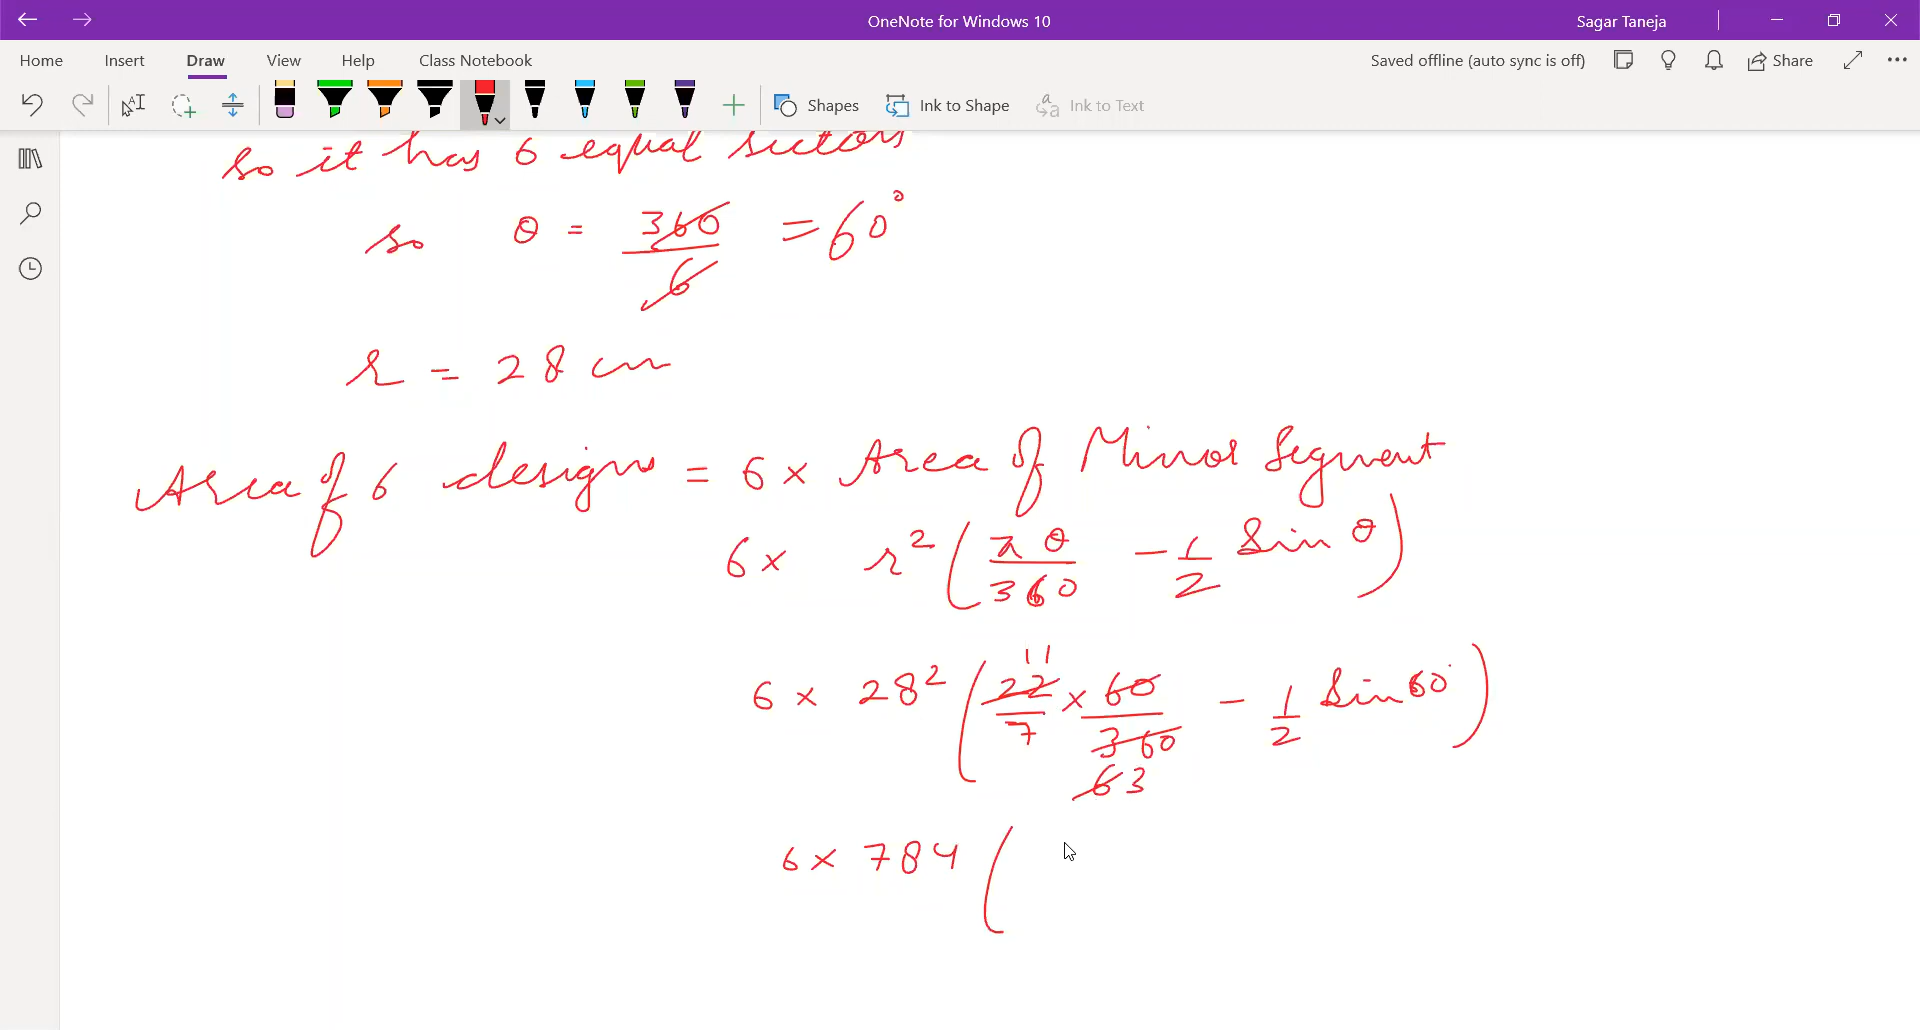 OneNote for Windows 10
Sagar Taneja
Home Insert Draw View Help Class Notebook
Saved offline (auto sync is off) Share
Shapes Ink to Shape Ink to Text
So it has 6 equal sectors
so θ = 360/6 = 60°
r = 28 cm
Area of 6 designs = 6 × Area of Minor Segment
6 × r² ( πθ/360 − 1/2 Sin θ )
11
6 × 28² ( 22/7 × 60/360 − 1/2 Sin 60° )
6 3
6 × 784 (